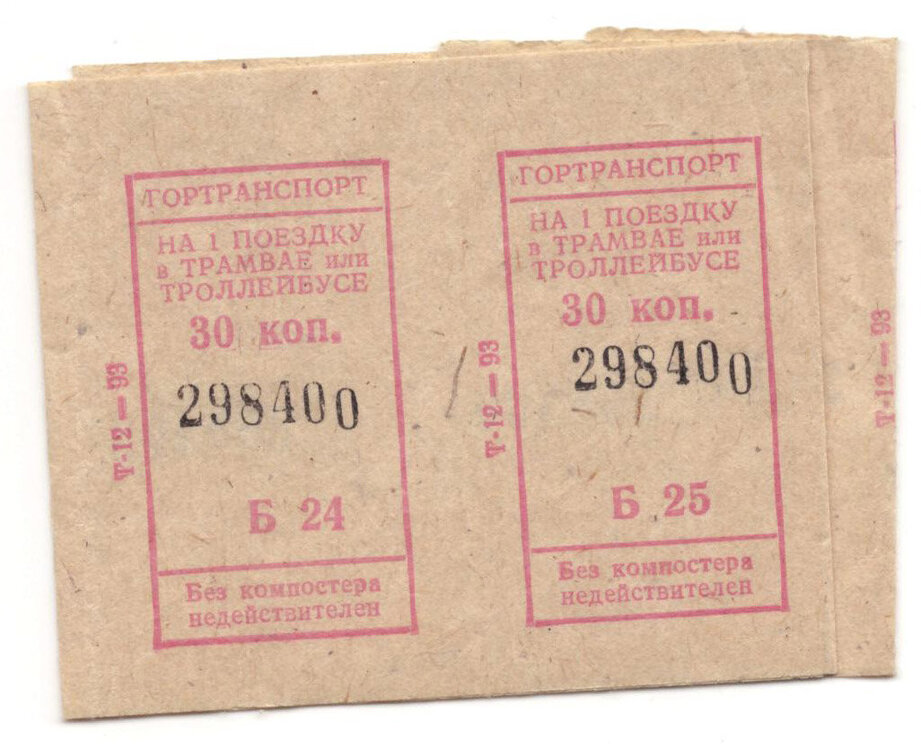 ГОРТРАНСПОРТ
НА 1 ПОЕЗДКУ
в ТРАМВАЕ или
ТРОЛЛЕЙБУСЕ
30 коп.
298400
Б 24
Без компостера
недействителен
Т-12—93
ГОРТРАНСПОРТ
НА 1 ПОЕЗДКУ
в ТРАМВАЕ или
ТРОЛЛЕЙБУСЕ
30 коп.
298400
Б 25
Без компостера
недействителен
Т-12—93
Т-12—93